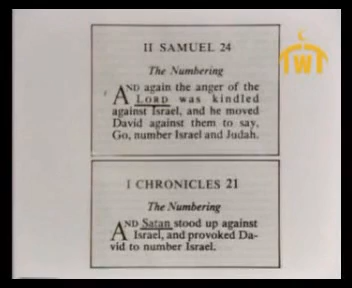 II SAMUEL 24
The Numbering
AND again the anger of the
LORD was kindled
against Israel, and he moved
David against them to say,
Go, number Israel and Judah.
I CHRONICLES 21
The Numbering
AND Satan stood up against
Israel, and provoked Da-
vid to number Israel.
W